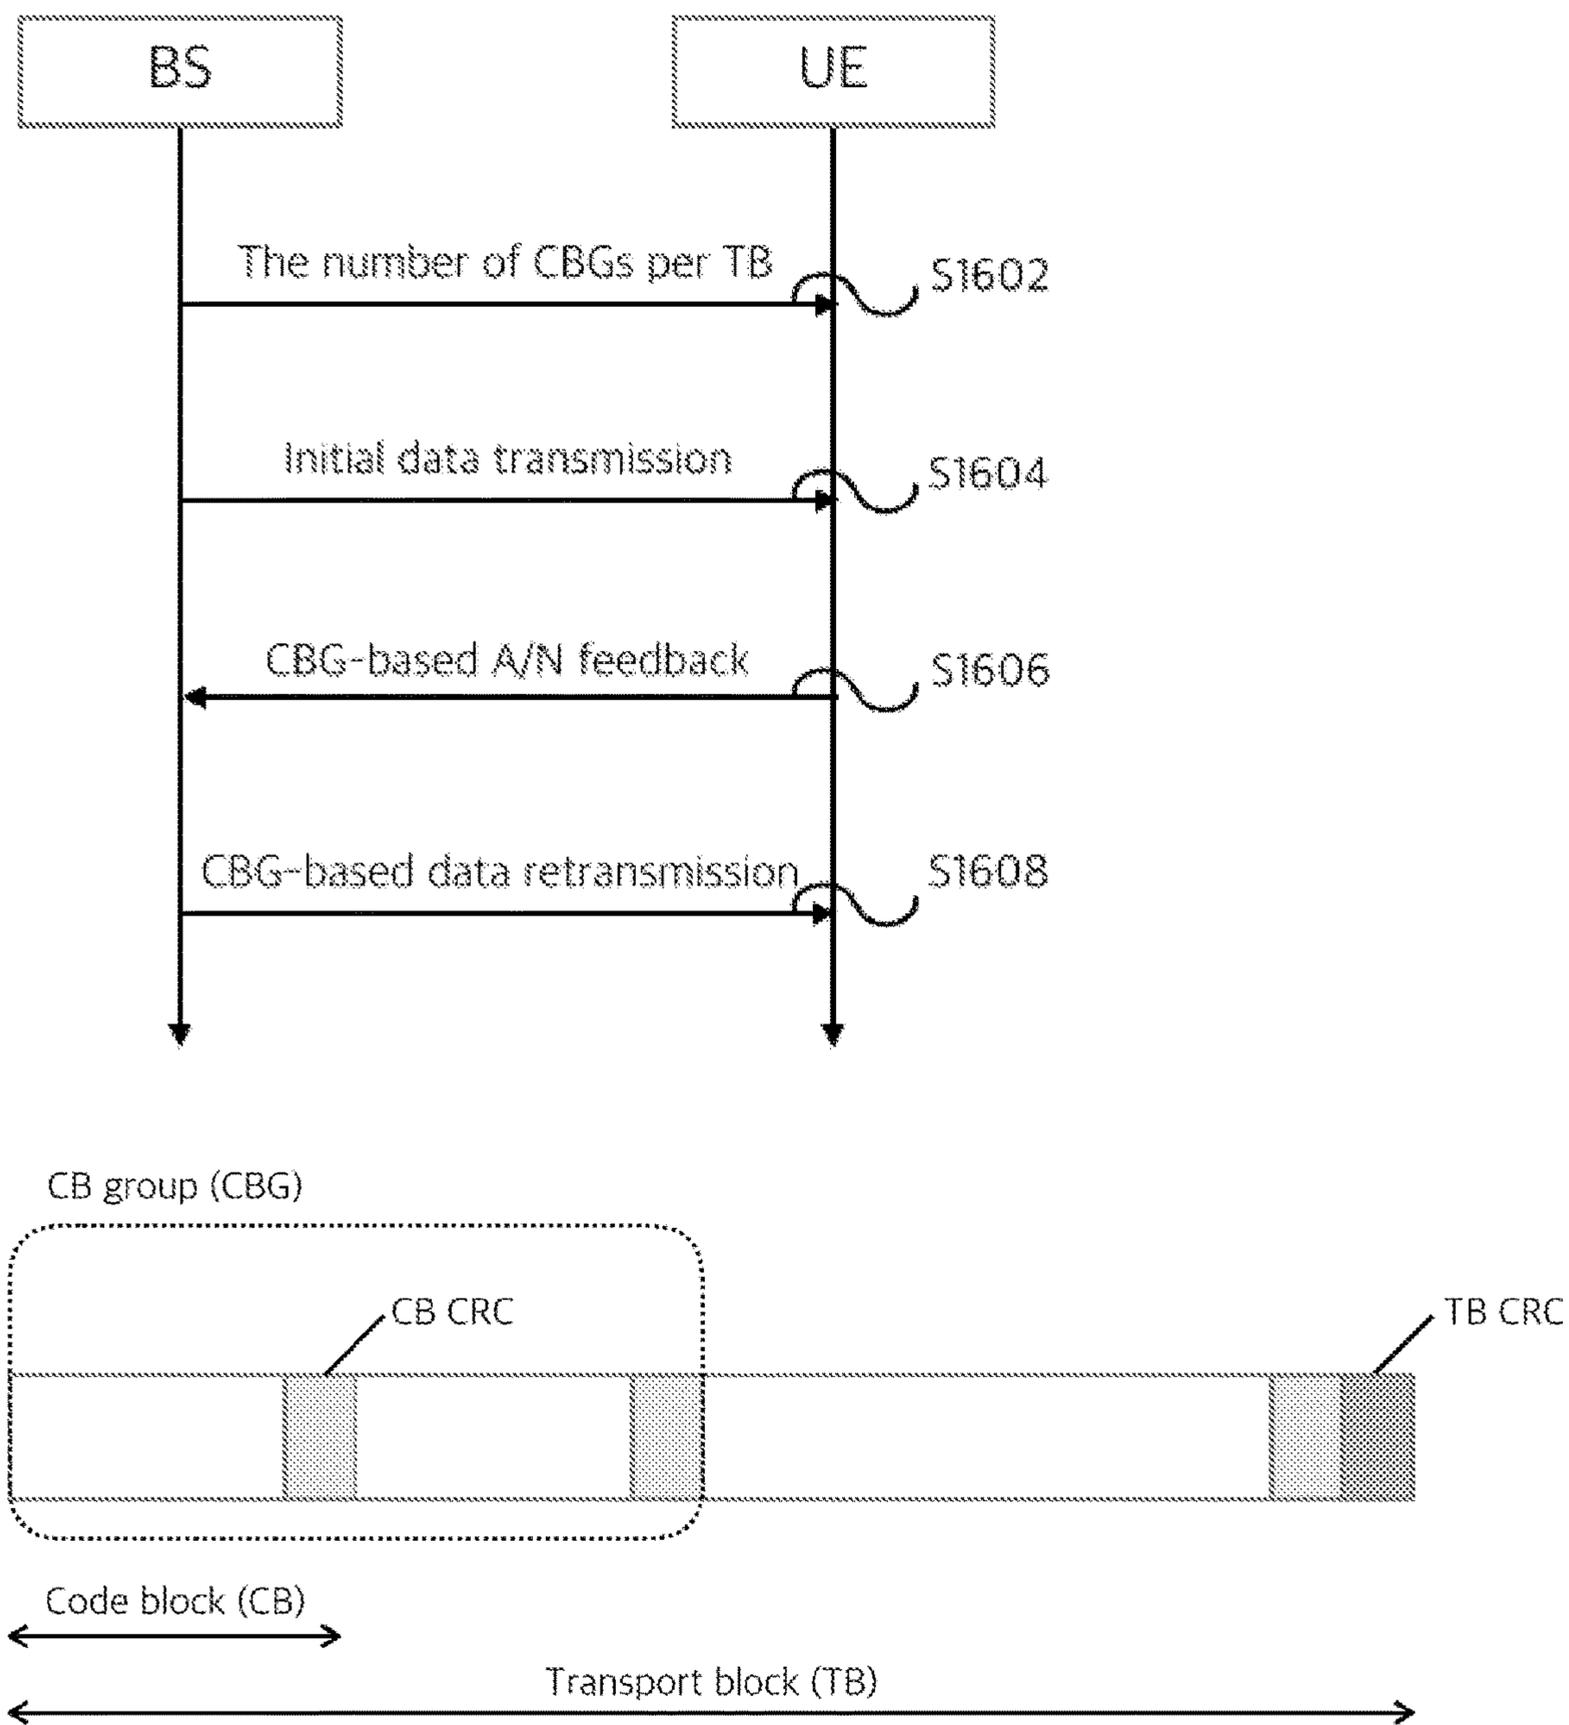 BS
UE
The number of CBGs per TB
S1602
Initial data transmission
S1604
CBG-based A/N feedback
S1606
CBG-based data retransmission
S1608
CB group (CBG)
CB CRC
TB CRC
Code block (CB)
Transport block (TB)